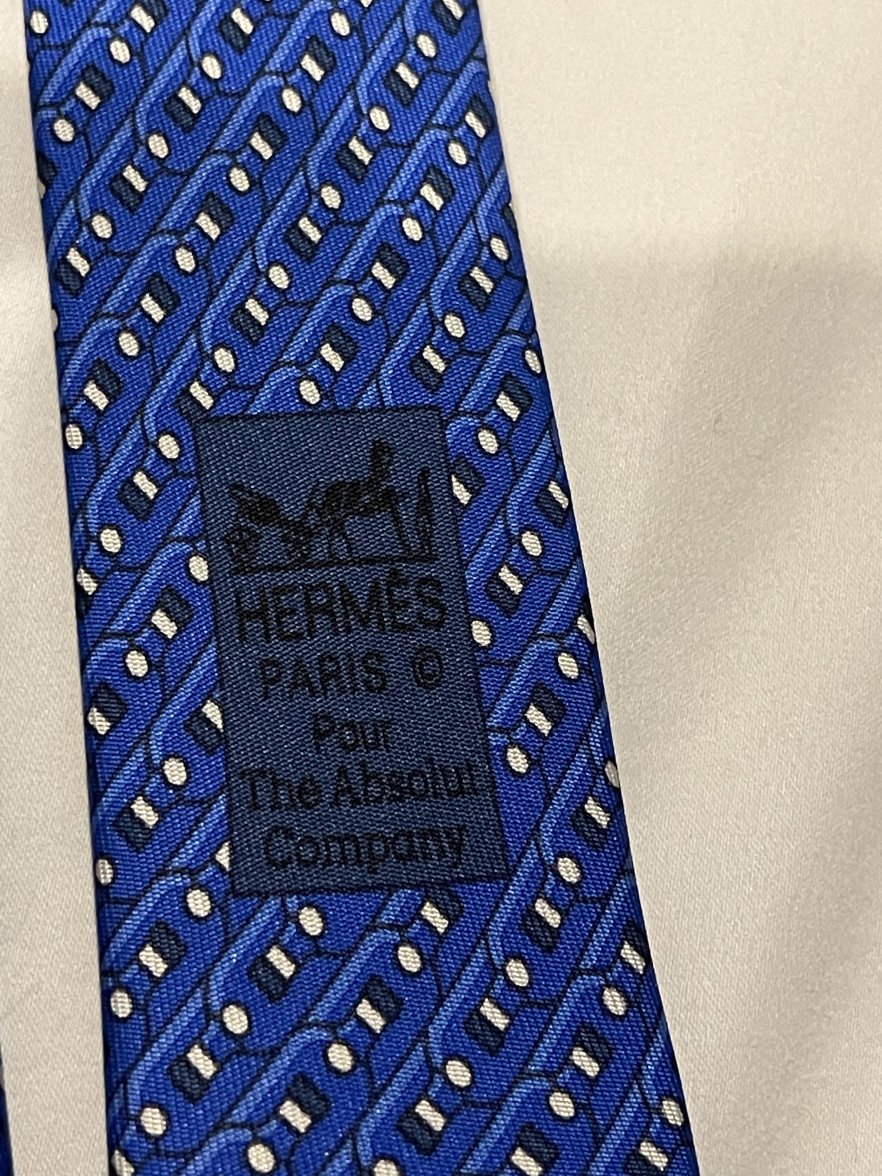 HERMÈS
PARIS ©
Pour
The Absolut
Company